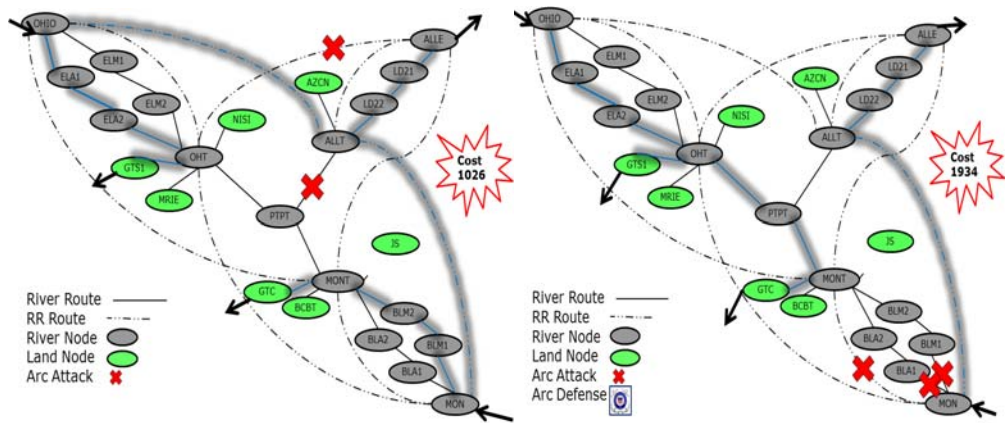 OHIO
ALLE
ELM1
ELA1
LD21
AZCN
ELM2
LD22
ELA2
NISI
ALLT
OHT
GTS1
Cost
1026
MRIE
PTPT
JS
MONT
GTC
BCBT
BLM2
BLA2
BLM1
BLA1
MON
River Route
RR Route
River Node
Land Node
Arc Attack
OHIO
ALLE
ELM1
ELA1
LD21
AZCN
ELM2
LD22
ELA2
NISI
ALLT
OHT
GTS1
Cost
1934
MRIE
PTPT
JS
MONT
GTC
BCBT
BLM2
BLA2
BLM1
BLA1
MON
River Route
RR Route
River Node
Land Node
Arc Attack
Arc Defense